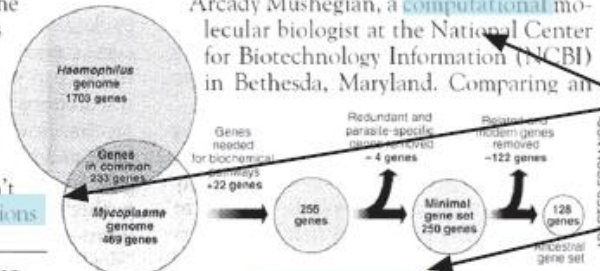 he
Arcady Mushegian, a computational mo-
lecular biologist at the National Center
for Biotechnology Information (NCBI)
in Bethesda, Maryland. Comparing an
Haemophilus
genome
1703 genes
Genes
in common
233 genes
Mycoplasma
genome
469 genes
n't
ions
Genes
needed
for biochemical
pathways
+22 genes
256
genes
Redundant and
parasite-specific
genes removed
– 4 genes
Minimal
gene set
250 genes
Related and
modern genes
removed
–122 genes
128
genes
Ancestral
gene set